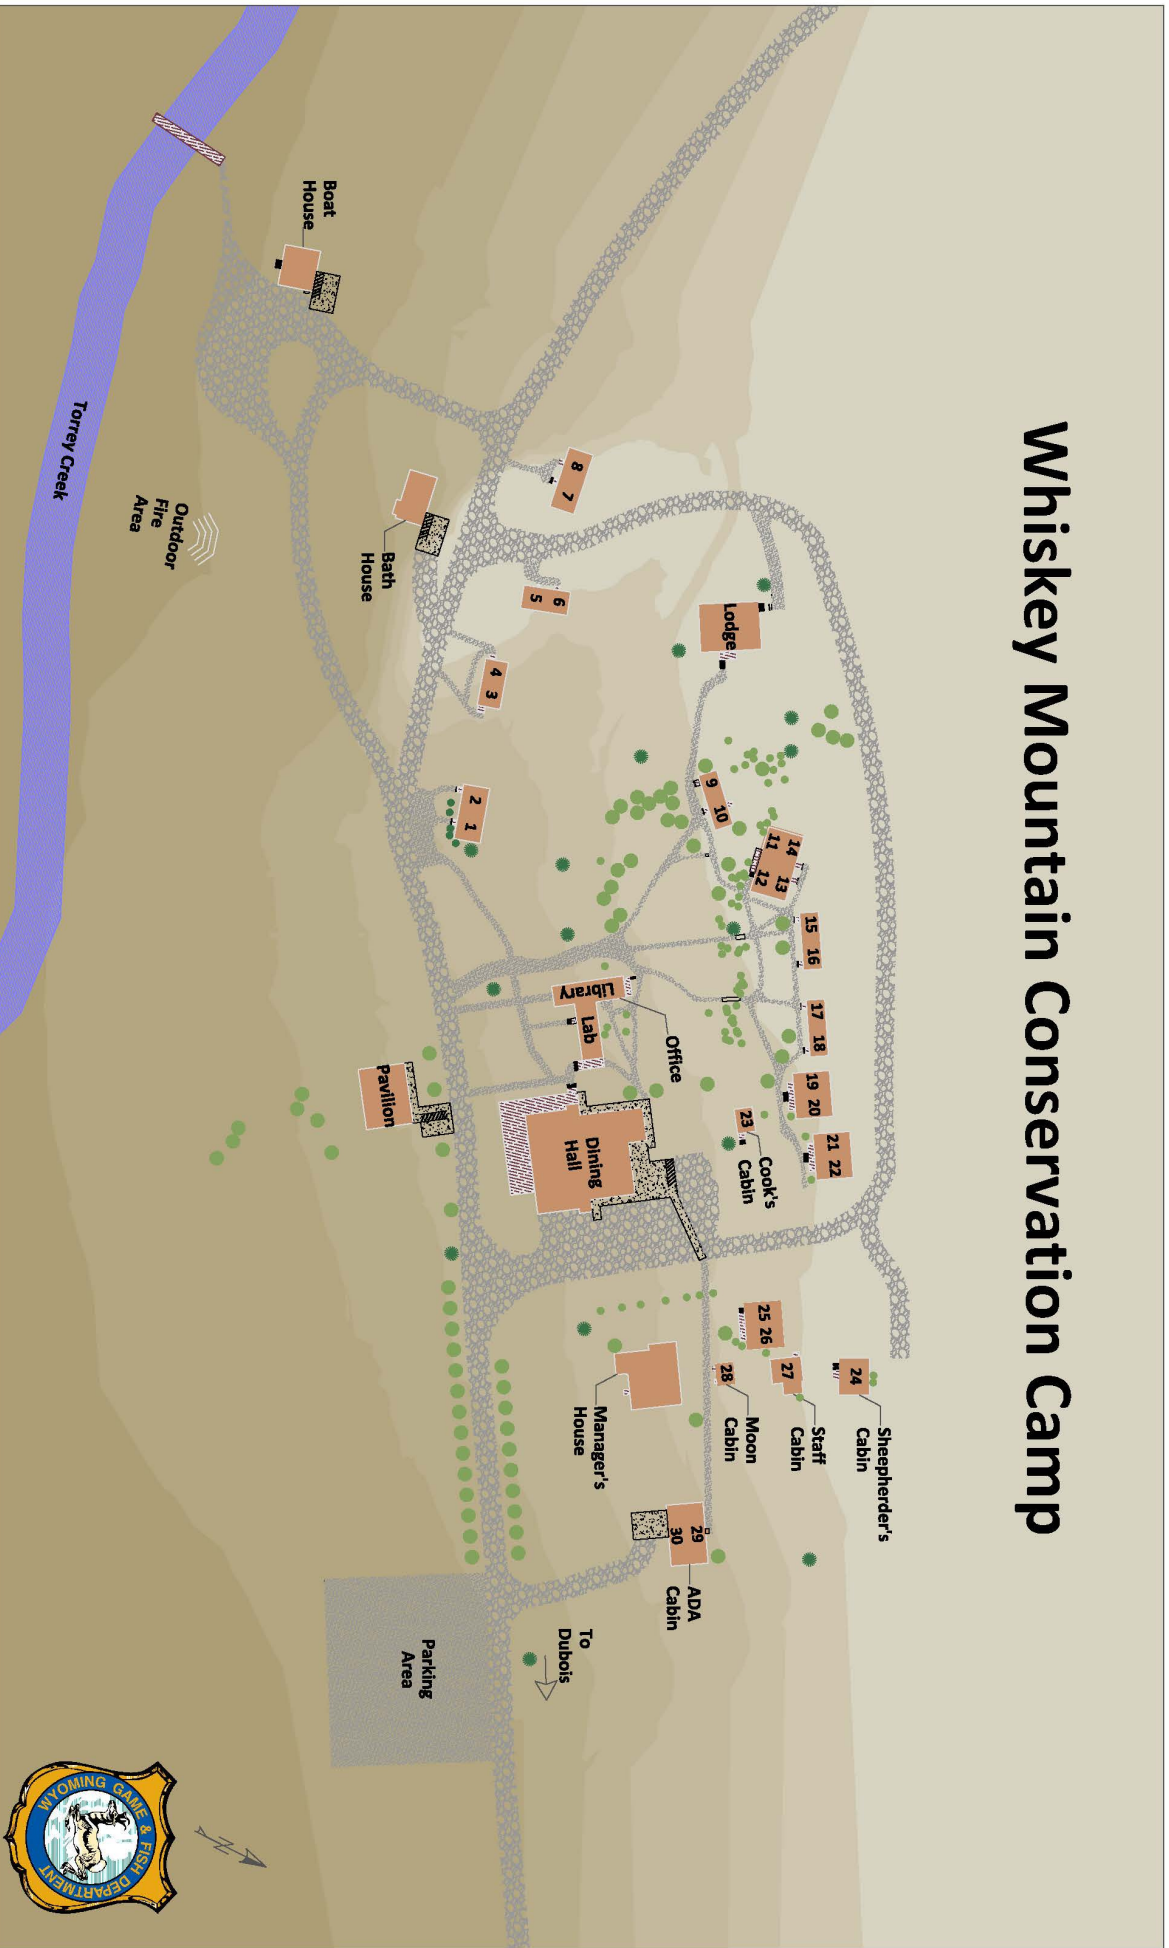 Whiskey Mountain Conservation Camp
Sheepherder's
Cabin
24
Staff
Cabin
27
Moon
Cabin
28
25 26
21 22
19 20
17 18
15 16
14 13
11 12
9 10
Cook's
Cabin
23
Lodge
Office
Library
Lab
Dining
Hall
Manager's
House
29
30
ADA
Cabin
To
Dubois
8 7
6
5
4 3
2 1
Bath
House
Boat
House
Pavilion
Parking
Area
Outdoor
Fire
Area
Torrey Creek
N
WYOMING GAME & FISH DEPARTMENT